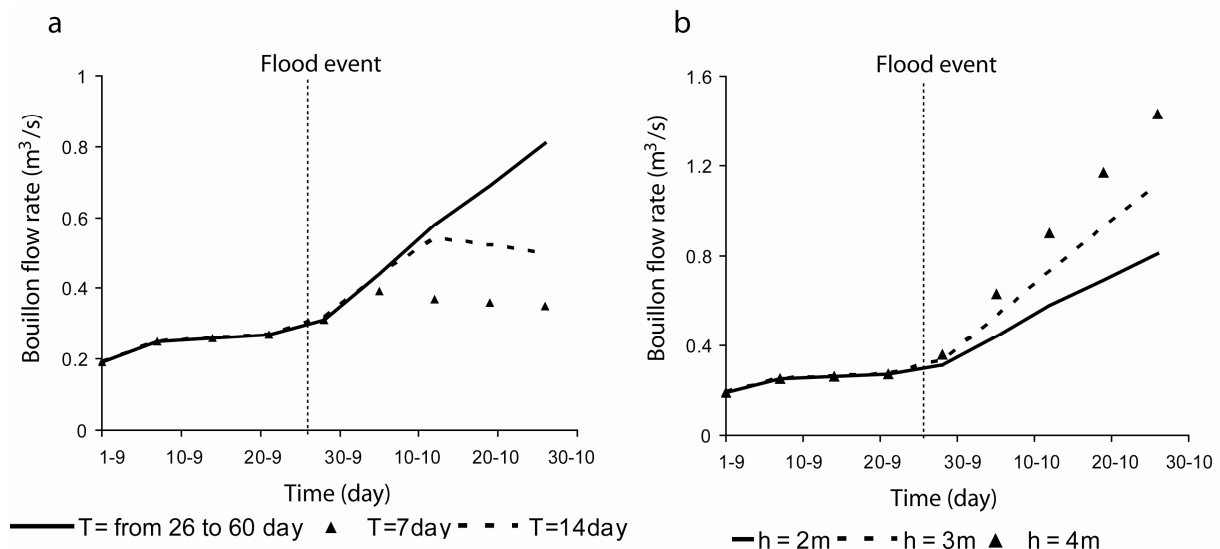 a
Flood event
Bouillon flow rate (m³/s)
1
0.8
0.6
0.4
0.2
0
1-9 10-9 20-9 30-9 10-10 20-10 30-10
Time (day)
T= from 26 to 60 day T=7day T=14day
b
Flood event
Bouillon flow rate (m³/s)
1.6
1.2
0.8
0.4
0
1-9 10-9 20-9 30-9 10-10 20-10 30-10
Time (day)
h = 2m h = 3m h = 4m